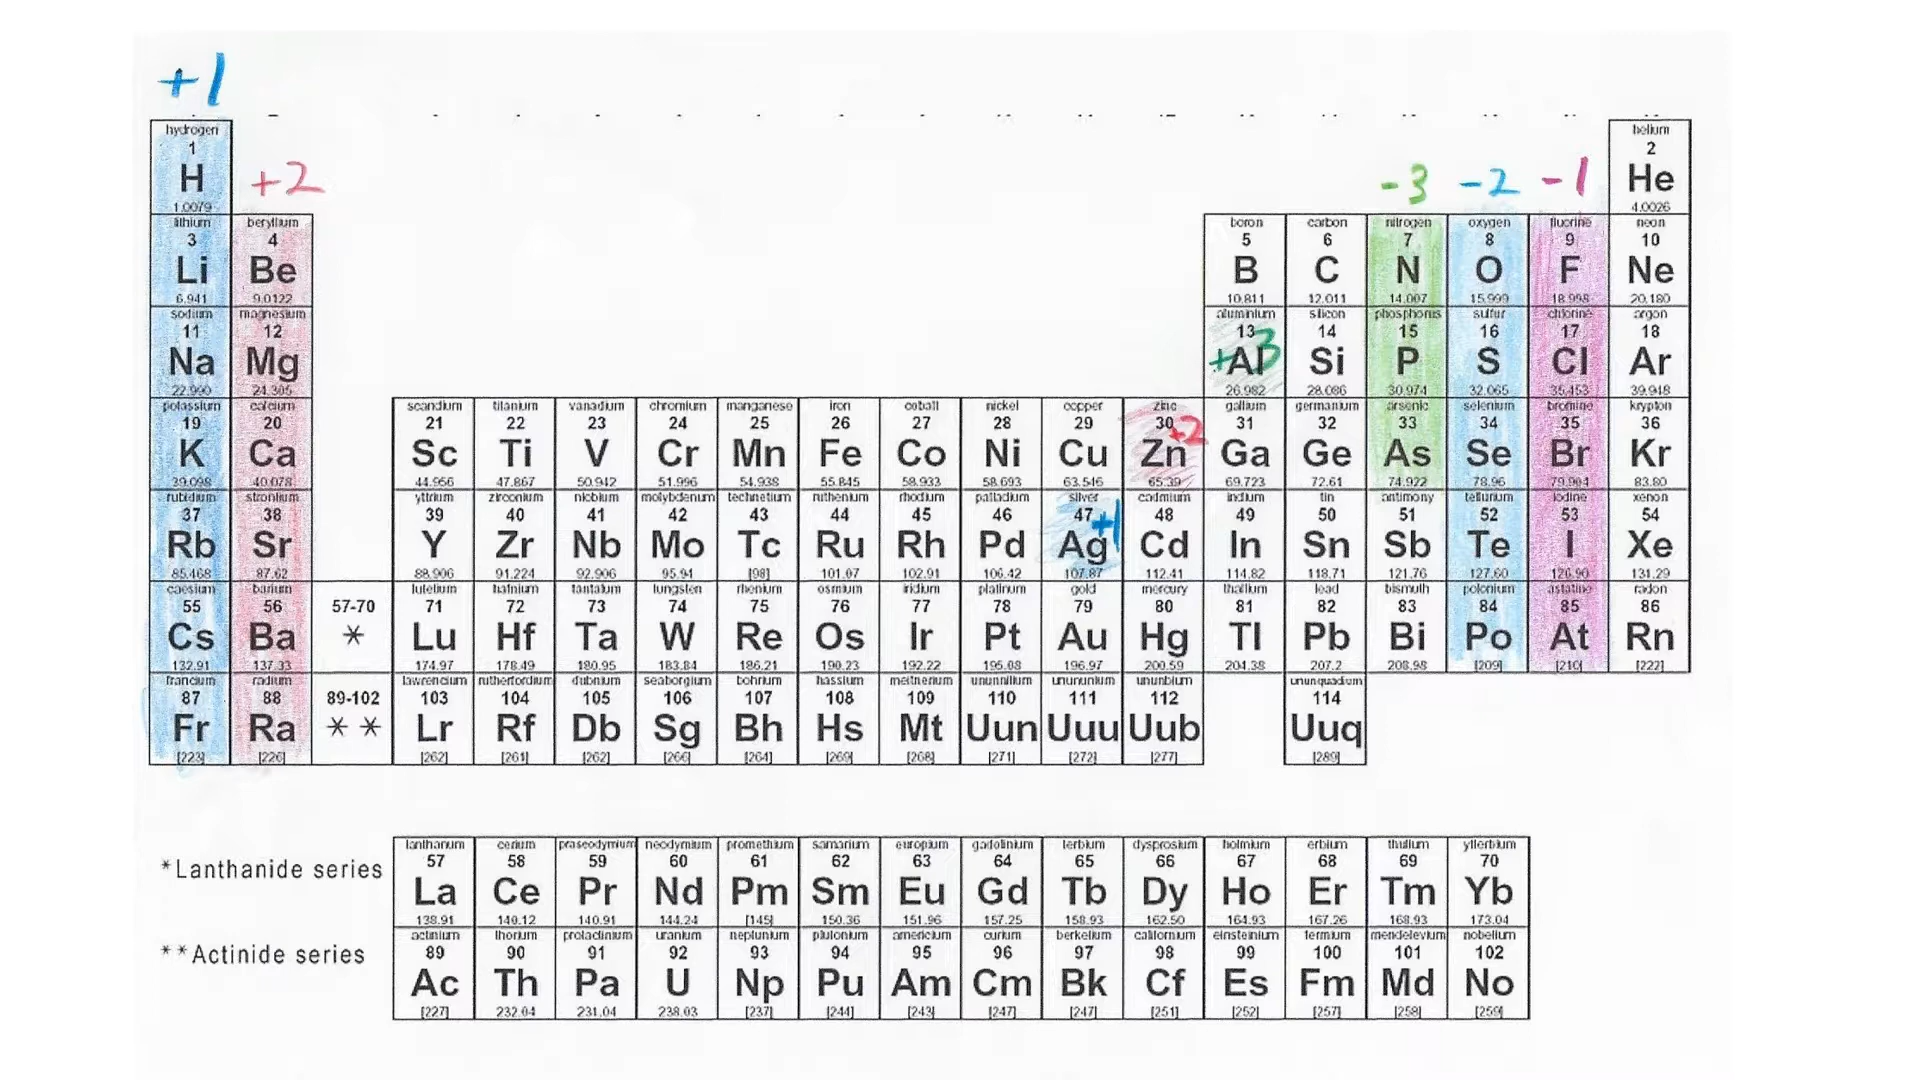 +1
hydrogen helium
1 2
H +2 -3 -2 -1 He
1.0079 4.0026
lithium beryllium boron carbon nitrogen oxygen fluorine neon
3 4 5 6 7 8 9 10
Li Be B C N O F Ne
6.941 9.0122 10.811 12.011 14.007 15.999 18.998 20.180
sodium magnesium aluminium silicon phosphorus sulfur chlorine argon
11 12 13 14 15 16 17 18
Na Mg +3 Al Si P S Cl Ar
22.990 24.305 26.982 28.086 30.974 32.065 35.453 39.948
potassium calcium scandium titanium vanadium chromium manganese iron cobalt nickel copper zinc gallium germanium arsenic selenium bromine krypton
19 20 21 22 23 24 25 26 27 28 29 30 +2 31 32 33 34 35 36
K Ca Sc Ti V Cr Mn Fe Co Ni Cu Zn Ga Ge As Se Br Kr
39.098 40.078 44.956 47.867 50.942 51.996 54.938 55.845 58.933 58.693 63.546 65.39 69.723 72.61 74.922 78.96 79.904 83.80
rubidium strontium yttrium zirconium niobium molybdenum technetium ruthenium rhodium palladium silver cadmium indium tin antimony tellurium iodine xenon
37 38 39 40 41 42 43 44 45 46 47 +1 48 49 50 51 52 53 54
Rb Sr Y Zr Nb Mo Tc Ru Rh Pd Ag Cd In Sn Sb Te I Xe
85.468 87.62 88.906 91.224 92.906 95.94 [98] 101.07 102.91 106.42 107.87 112.41 114.82 118.71 121.76 127.60 126.90 131.29
caesium barium lutetium hafnium tantalum tungsten rhenium osmium iridium platinum gold mercury thallium lead bismuth polonium astatine radon
55 56 57-70 71 72 73 74 75 76 77 78 79 80 81 82 83 84 85 86
Cs Ba * Lu Hf Ta W Re Os Ir Pt Au Hg Tl Pb Bi Po At Rn
132.91 137.33 174.97 178.49 180.95 183.84 186.21 190.23 192.22 195.08 196.97 200.59 204.38 207.2 208.98 [209] [210] [222]
francium radium lawrencium rutherfordium dubnium seaborgium bohrium hassium meitnerium ununnilium unununium ununbium ununquadium
87 88 89-102 103 104 105 106 107 108 109 110 111 112 114
Fr Ra * * Lr Rf Db Sg Bh Hs Mt Uun Uuu Uub Uuq
[223] [226] [262] [261] [262] [266] [264] [269] [268] [271] [272] [277] [289]
lanthanum cerium praseodymium neodymium promethium samarium europium gadolinium terbium dysprosium holmium erbium thulium ytterbium
*Lanthanide series 57 58 59 60 61 62 63 64 65 66 67 68 69 70
La Ce Pr Nd Pm Sm Eu Gd Tb Dy Ho Er Tm Yb
138.91 140.12 140.91 144.24 [145] 150.36 151.96 157.25 158.93 162.50 164.93 167.26 168.93 173.04
actinium thorium protactinium uranium neptunium plutonium americium curium berkelium californium einsteinium fermium mendelevium nobelium
**Actinide series 89 90 91 92 93 94 95 96 97 98 99 100 101 102
Ac Th Pa U Np Pu Am Cm Bk Cf Es Fm Md No
[227] 232.04 231.04 238.03 [237] [244] [243] [247] [247] [251] [252] [257] [258] [259]